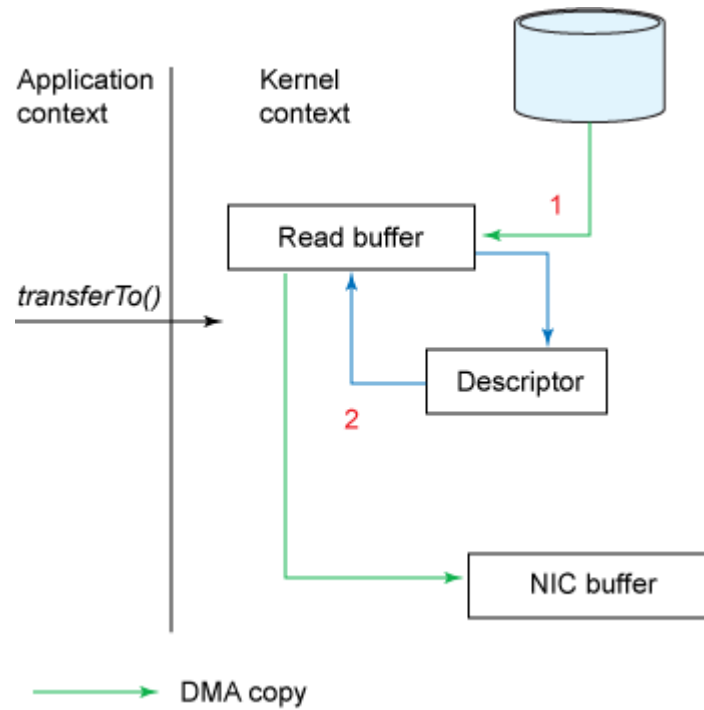 Application
context
Kernel
context
1
Read buffer
transferTo()
Descriptor
2
NIC buffer
DMA copy